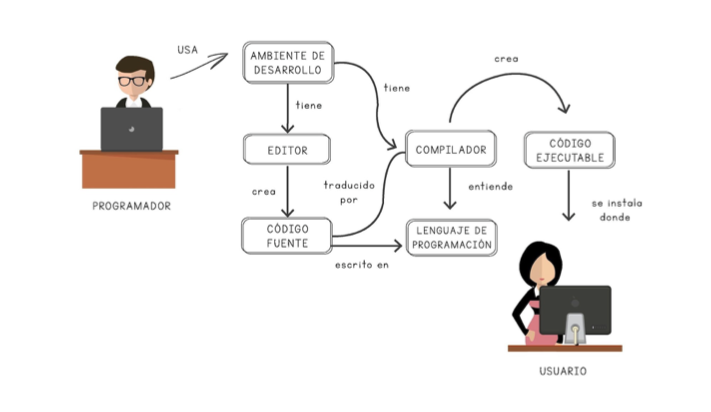 USA
AMBIENTE DE
DESARROLLO
crea
tiene
tiene
EDITOR
COMPILADOR
CÓDIGO
EJECUTABLE
crea
traducido
por
entiende
PROGRAMADOR
se instala
donde
CÓDIGO
FUENTE
LENGUAJE DE
PROGRAMACIÓN
escrito en
USUARIO